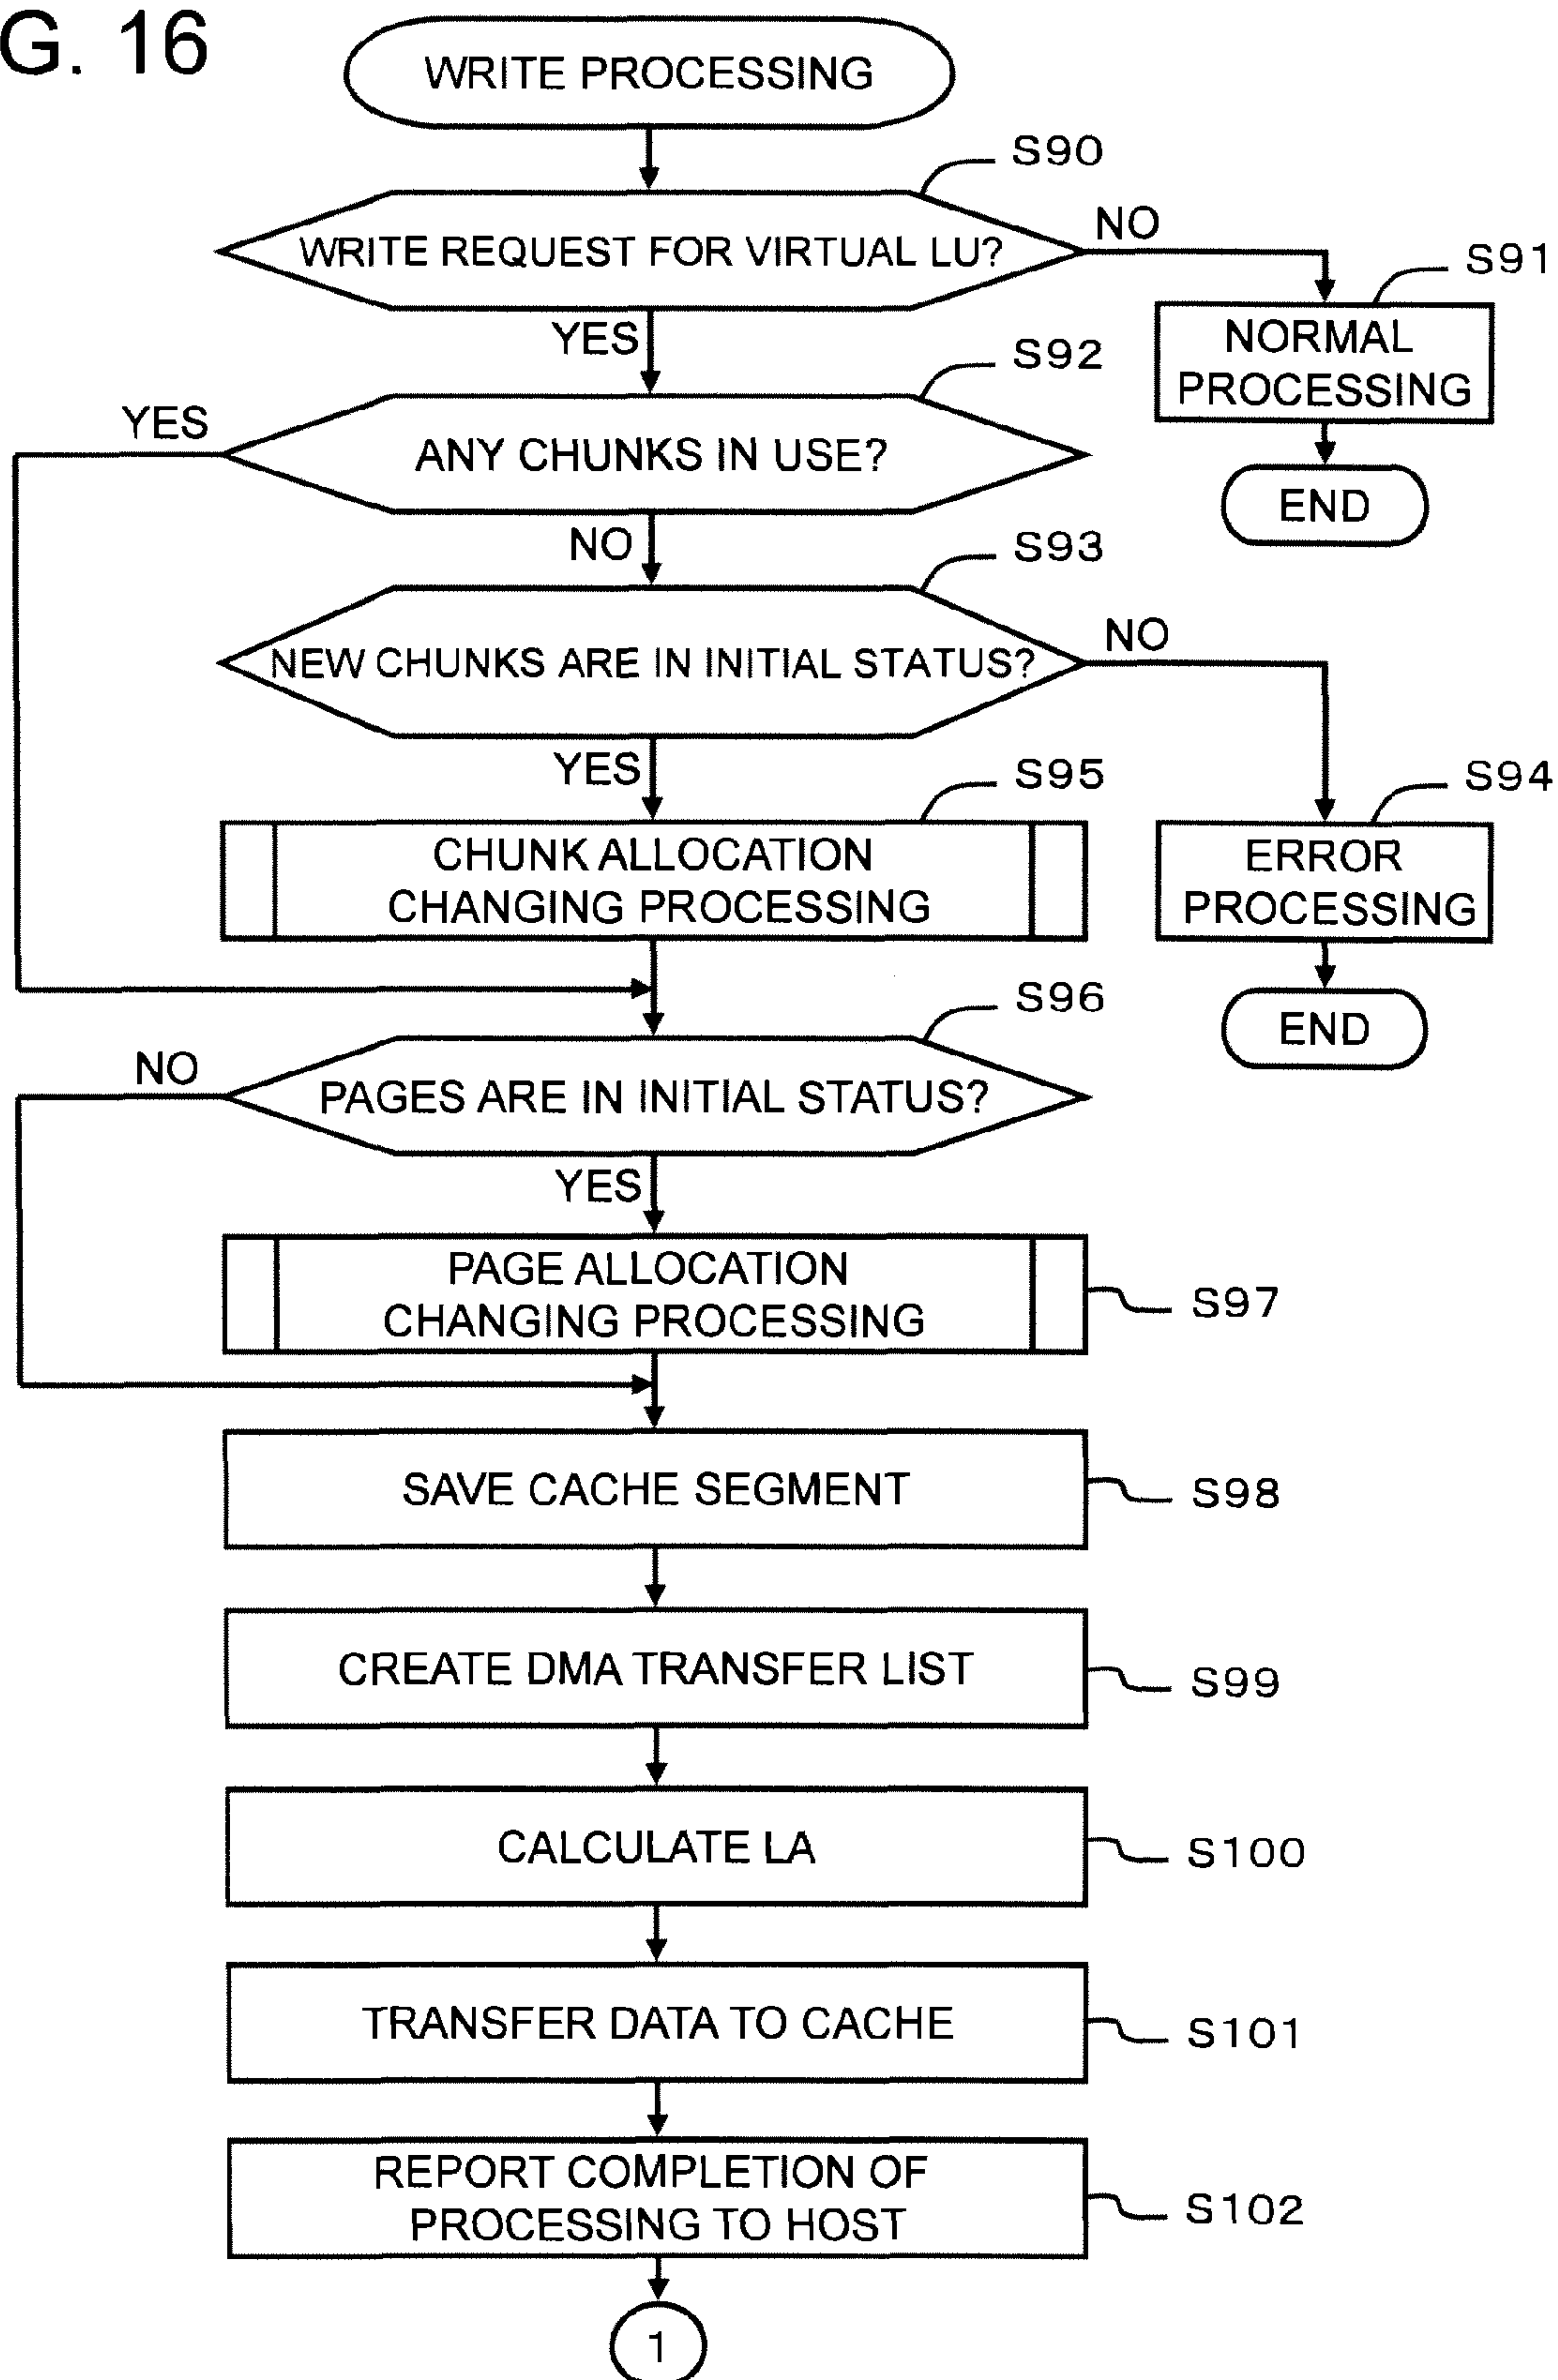 G. 16
WRITE PROCESSING
S90
WRITE REQUEST FOR VIRTUAL LU?
NO
S91
NORMAL
PROCESSING
END
YES
S92
YES
ANY CHUNKS IN USE?
NO
S93
NEW CHUNKS ARE IN INITIAL STATUS?
NO
S94
ERROR
PROCESSING
END
YES
S95
CHUNK ALLOCATION
CHANGING PROCESSING
S96
NO
PAGES ARE IN INITIAL STATUS?
YES
PAGE ALLOCATION
CHANGING PROCESSING
S97
SAVE CACHE SEGMENT
S98
CREATE DMA TRANSFER LIST
S99
CALCULATE LA
S100
TRANSFER DATA TO CACHE
S101
REPORT COMPLETION OF
PROCESSING TO HOST
S102
1